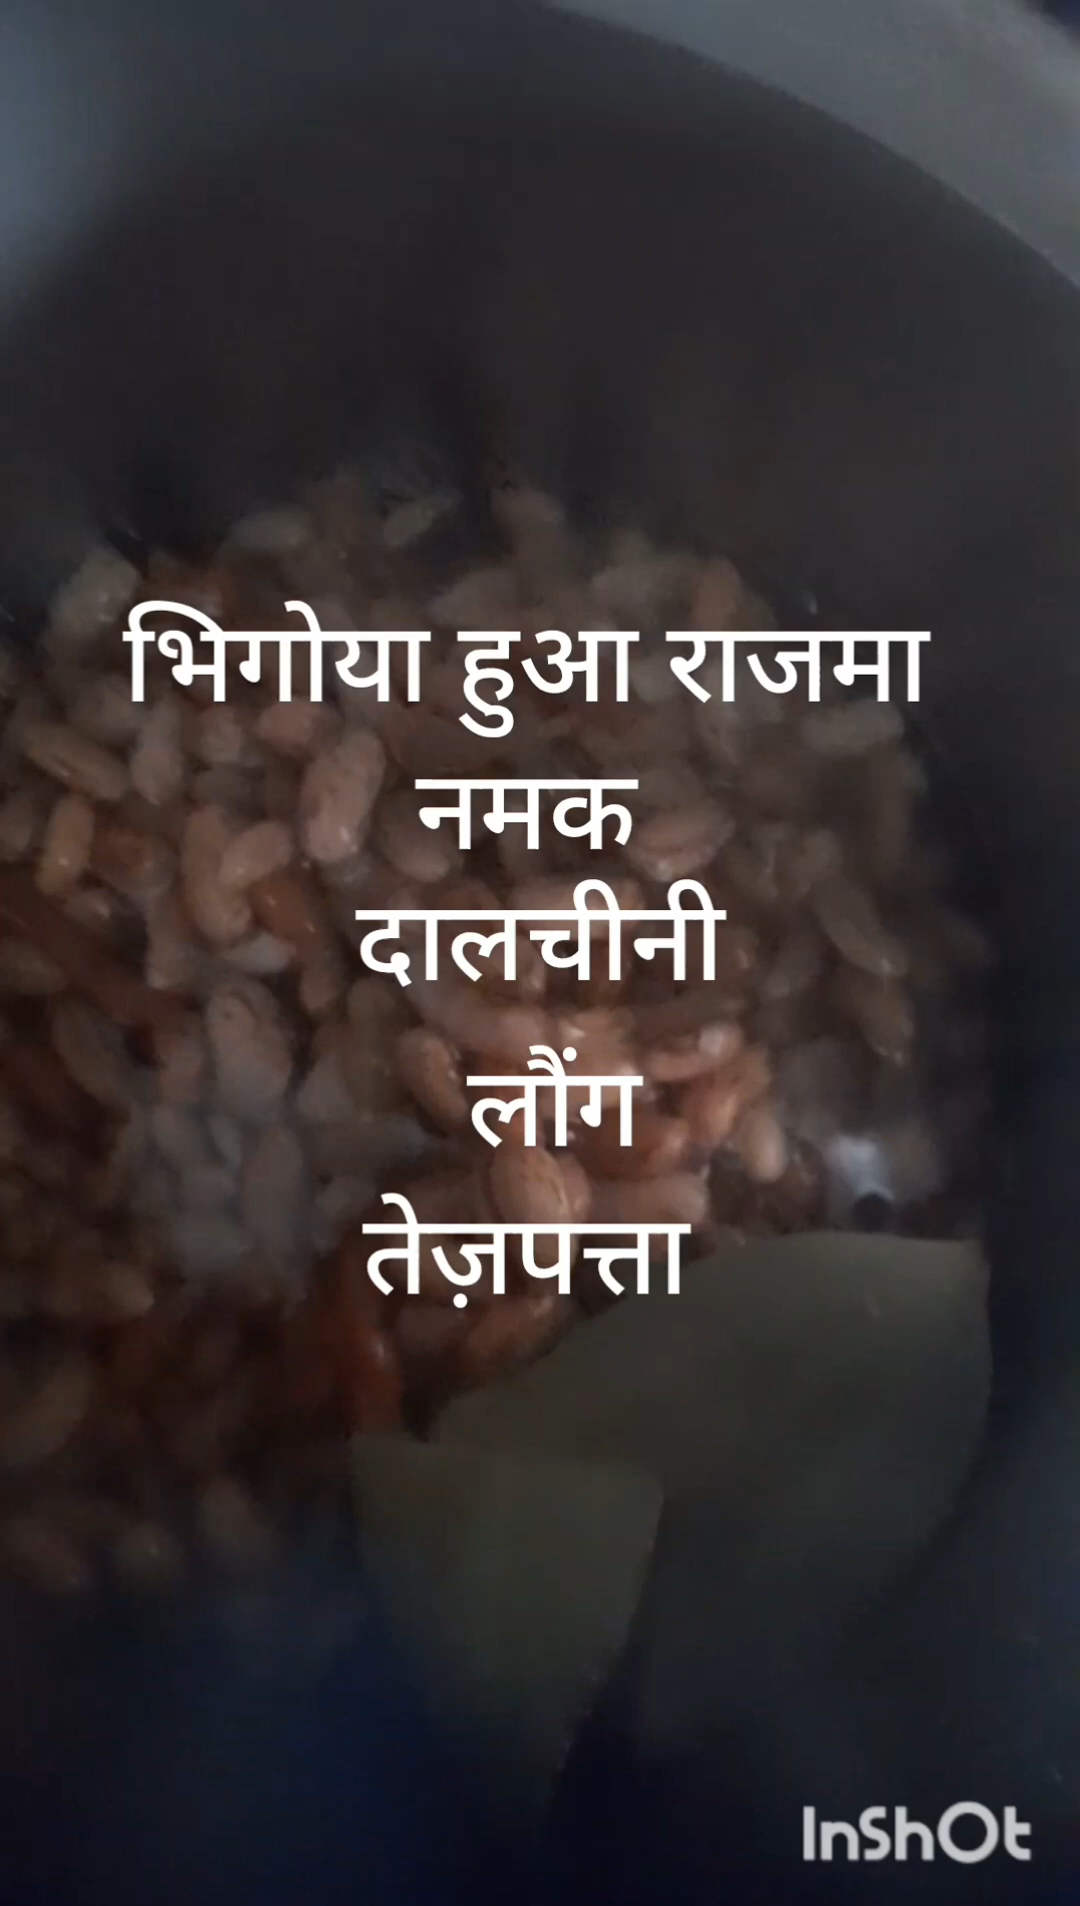 भिगोया हुआ राजमा
नमक
दालचीनी
लौंग
तेज़पत्ता
InShOt